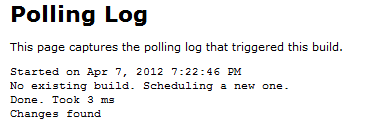 Polling Log
This page captures the polling log that triggered this build.
Started on Apr 7, 2012 7:22:46 PM
No existing build. Scheduling a new one.
Done. Took 3 ms
Changes found